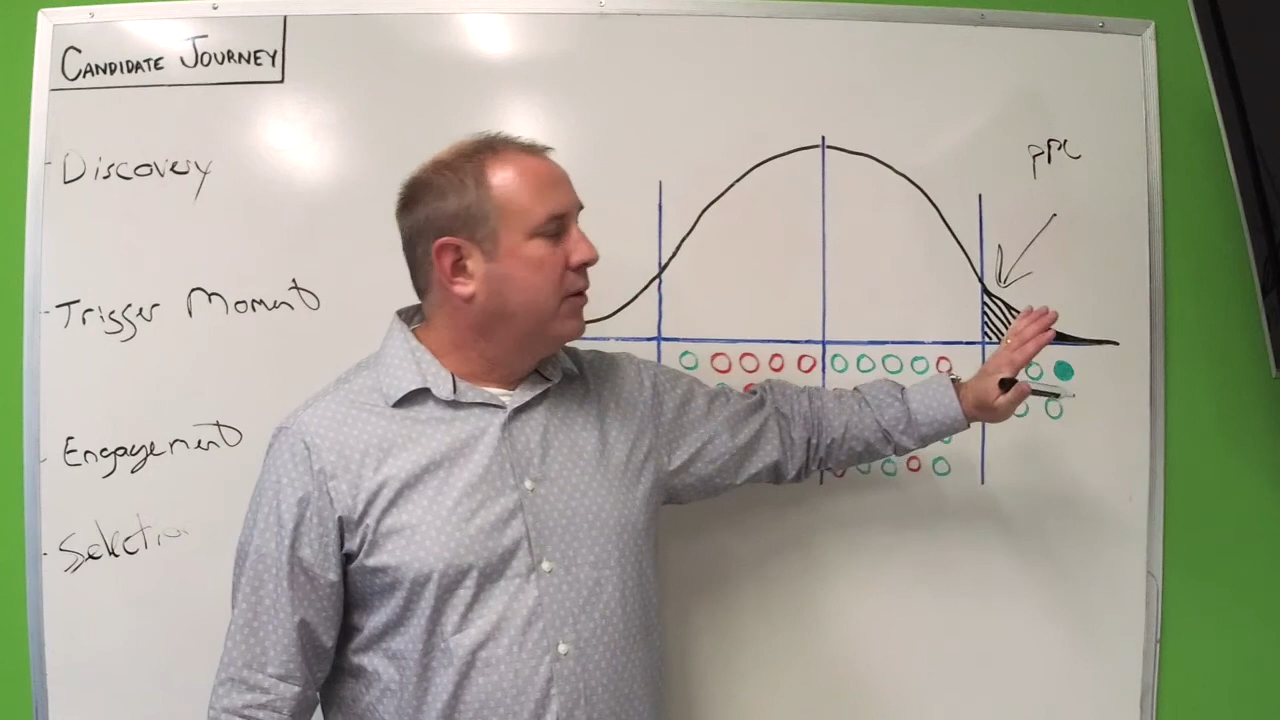 CANDIDATE JOURNEY
- Discovery
- Trigger Moment
- Engagement
- Selection
PPC